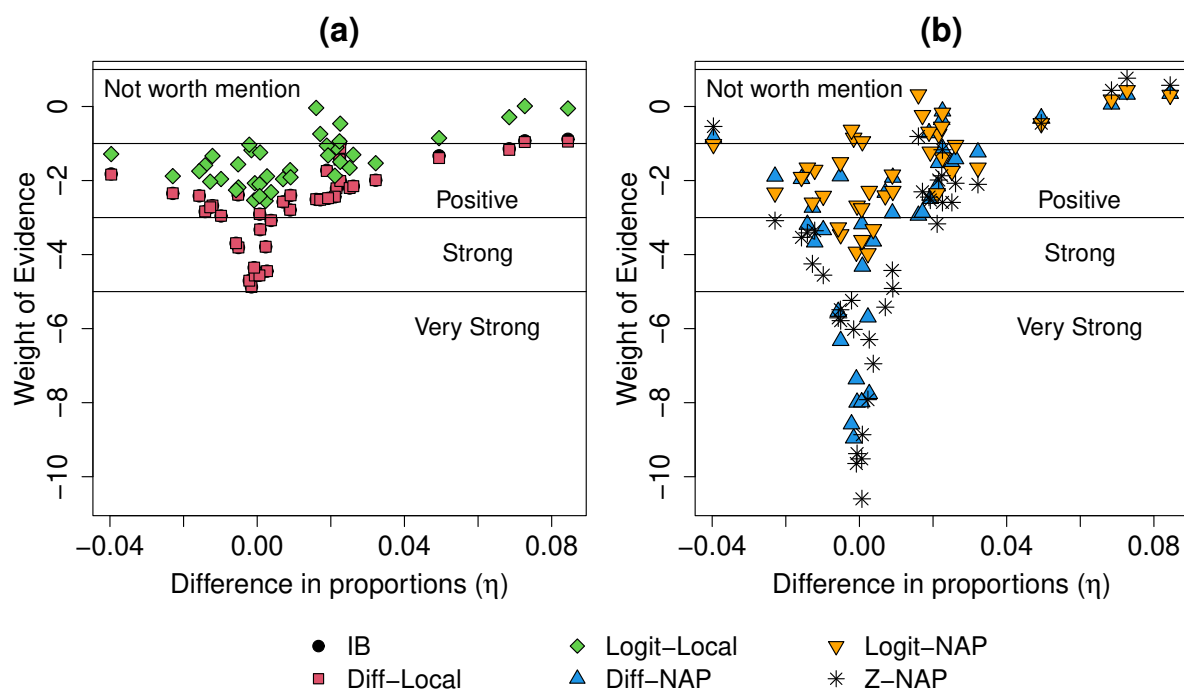 (a)
(b)
Weight of Evidence
0
−2
−4
−6
−8
−10
Not worth mention
Positive
Strong
Very Strong
−0.04
0.00
0.04
0.08
Difference in proportions (η)
Weight of Evidence
0
−2
−4
−6
−8
−10
Not worth mention
Positive
Strong
Very Strong
−0.04
0.00
0.04
0.08
Difference in proportions (η)
IB
Logit−Local
Logit−NAP
Diff−Local
Diff−NAP
Z−NAP